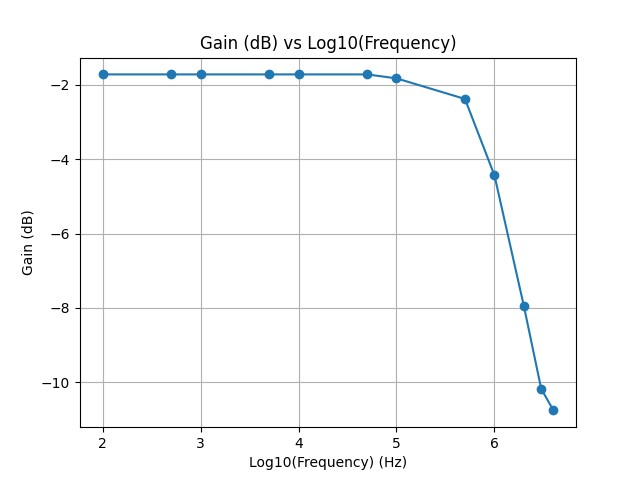 Gain (dB) vs Log10(Frequency)
Gain (dB)
−2
−4
−6
−8
−10
2 3 4 5 6
Log10(Frequency) (Hz)